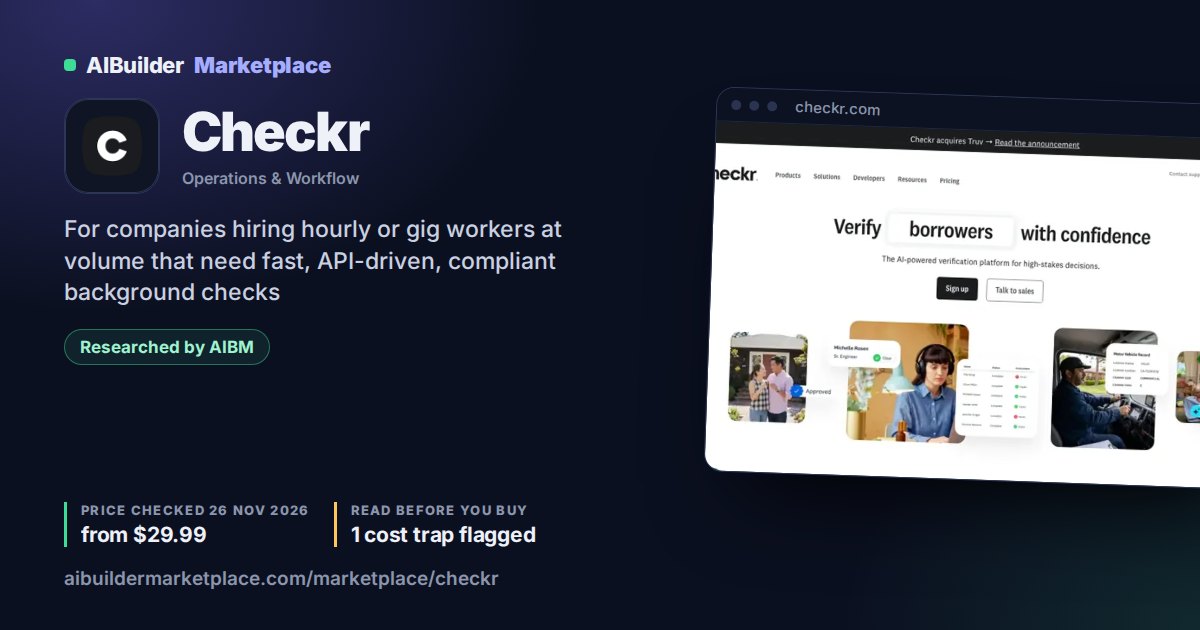 AIBuilder Marketplace
C
Checkr
Operations & Workflow
For companies hiring hourly or gig workers at
volume that need fast, API-driven, compliant
background checks
Researched by AIBM
PRICE CHECKED 26 NOV 2026
from $29.99
READ BEFORE YOU BUY
1 cost trap flagged
aibuildermarketplace.com/marketplace/checkr
checkr.com
Checkr acquires Truv → Read the announcement
heckr.
Products Solutions Developers Resources Pricing
Contact supp
Verify borrowers with confidence
The AI-powered verification platform for high-stakes decisions.
Sign up
Talk to sales
Approved
Michelle Rosen
Sr. Engineer
Clear
Motor Vehicle Record